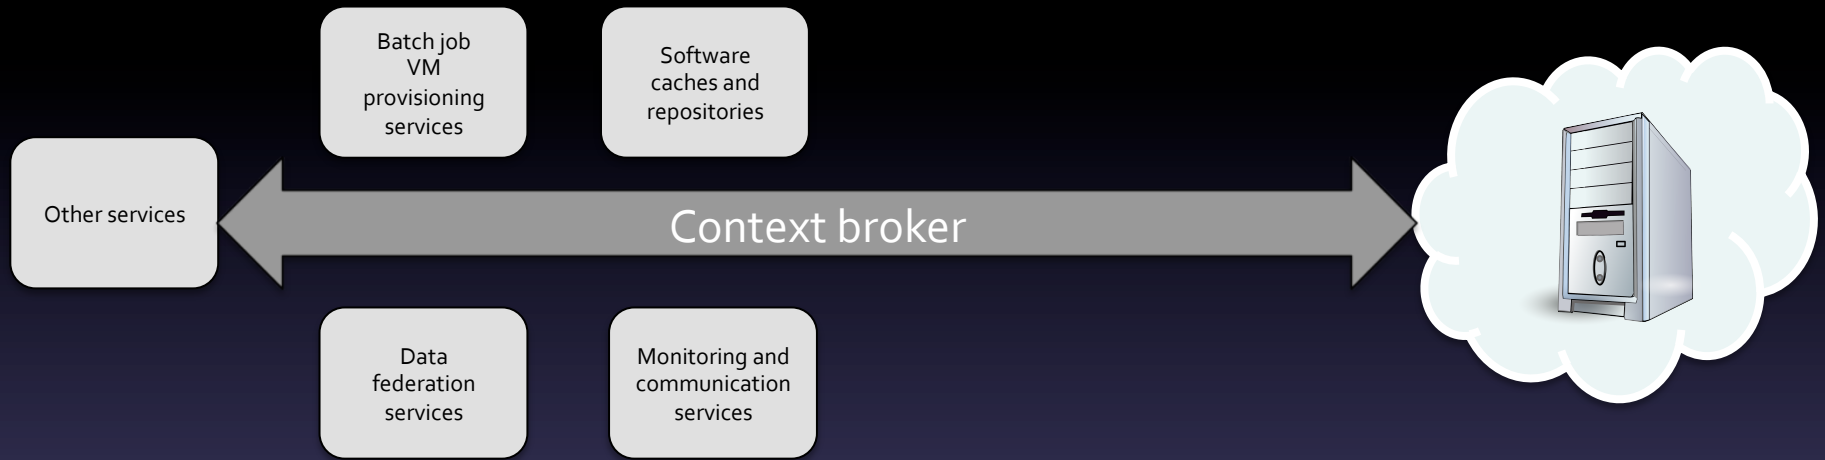 Batch job
VM
provisioning
services
Software
caches and
repositories
Other services
Context broker
Data
federation
services
Monitoring and
communication
services